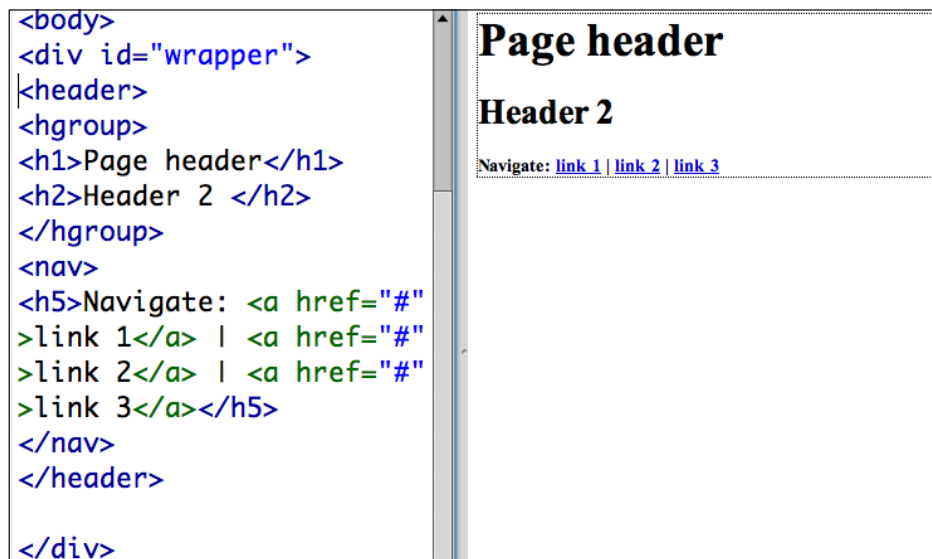 <body>
<div id="wrapper">
<header>
<hgroup>
<h1>Page header</h1>
<h2>Header 2 </h2>
</hgroup>
<nav>
<h5>Navigate: <a href="#"
>link 1</a> | <a href="#"
>link 2</a> | <a href="#"
>link 3</a></h5>
</nav>
</header>
</div>
Page header
Header 2
Navigate: link 1 | link 2 | link 3